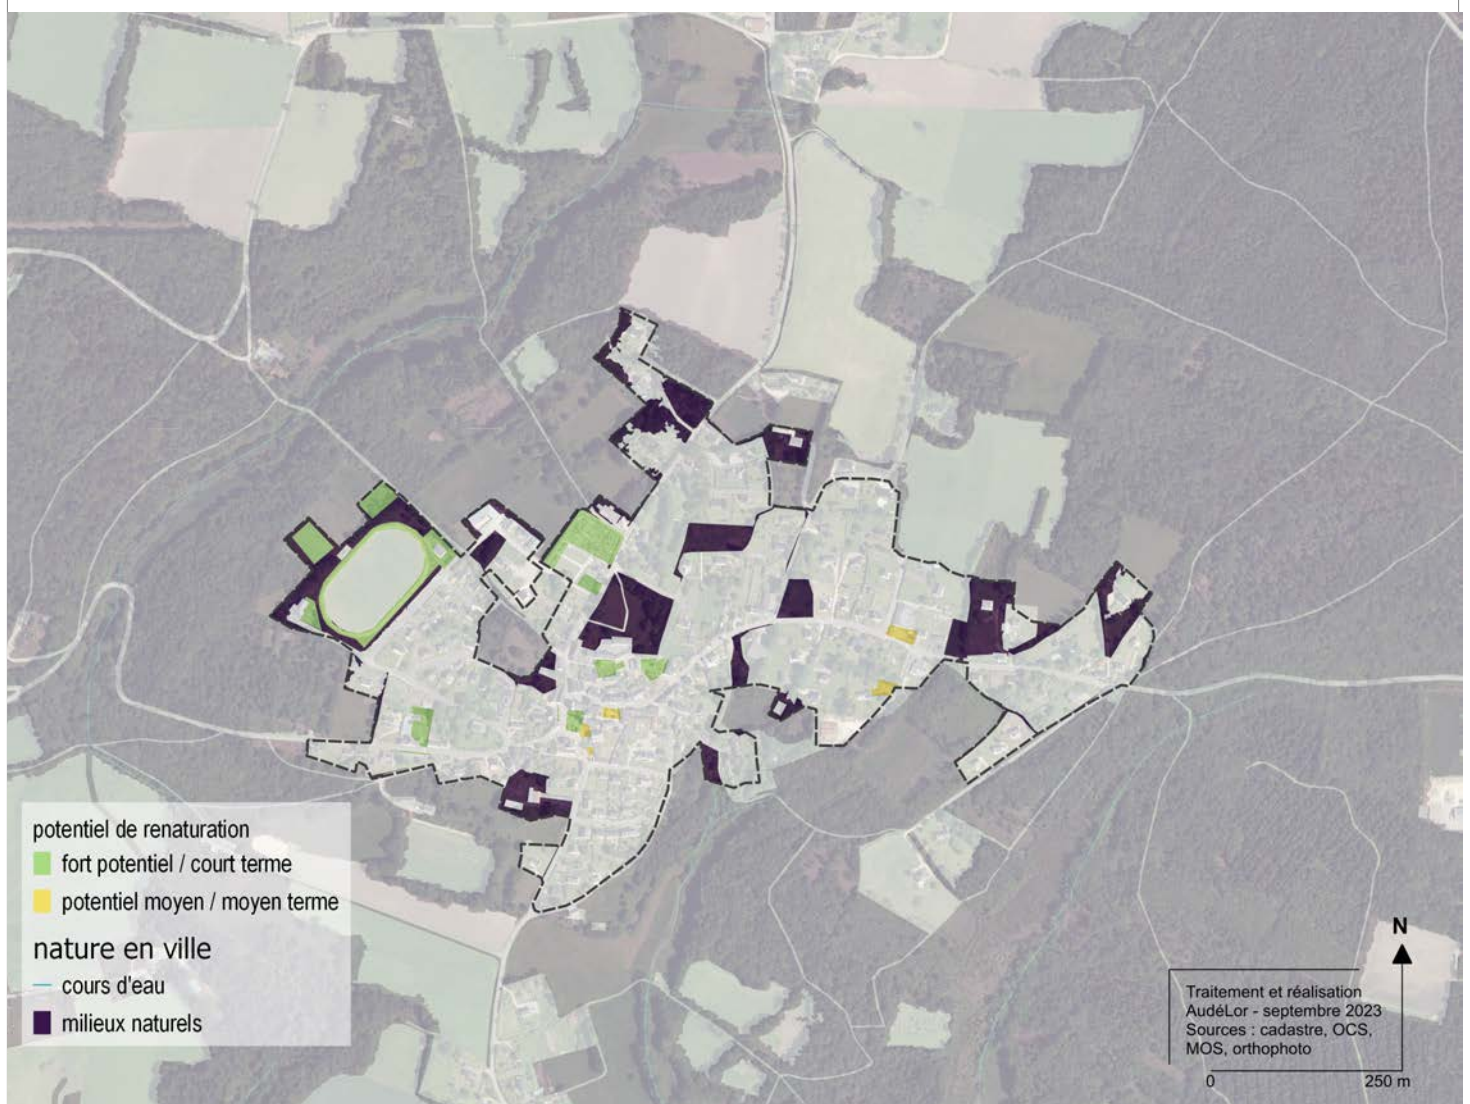 potentiel de renaturation
fort potentiel / court terme
potentiel moyen / moyen terme
nature en ville
cours d'eau
milieux naturels
N
Traitement et réalisation
AudéLor - septembre 2023
Sources : cadastre, OCS,
MOS, orthophoto
0 250 m